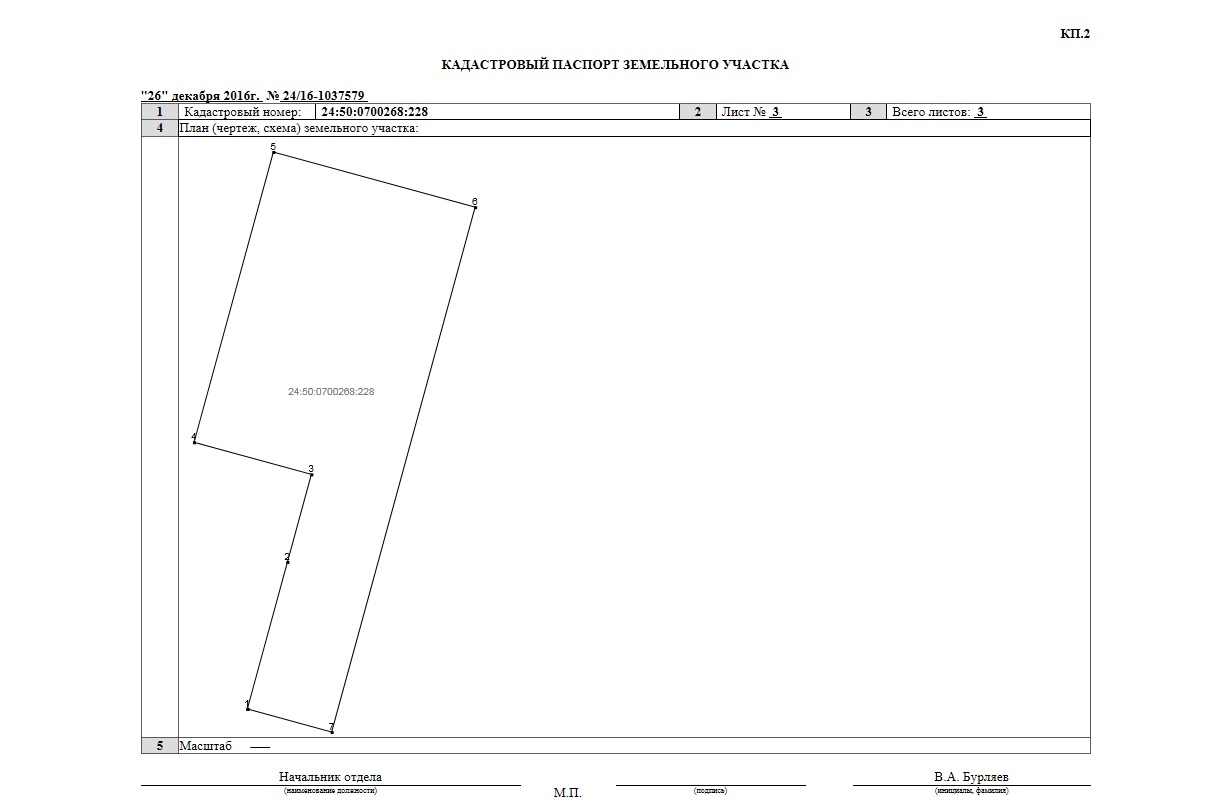 КП.2
КАДАСТРОВЫЙ ПАСПОРТ ЗЕМЕЛЬНОГО УЧАСТКА
"26" декабря 2016г. № 24/16-1037579
1 Кадастровый номер: 24:50:0700268:228 2 Лист № 3 3 Всего листов: 3
4 План (чертеж, схема) земельного участка:
5
6
24:50:0700268:228
4
3
2
1
7
5 Масштаб —
Начальник отдела В.А. Бурляев
(наименование должности) М.П. (подпись) (инициалы, фамилия)